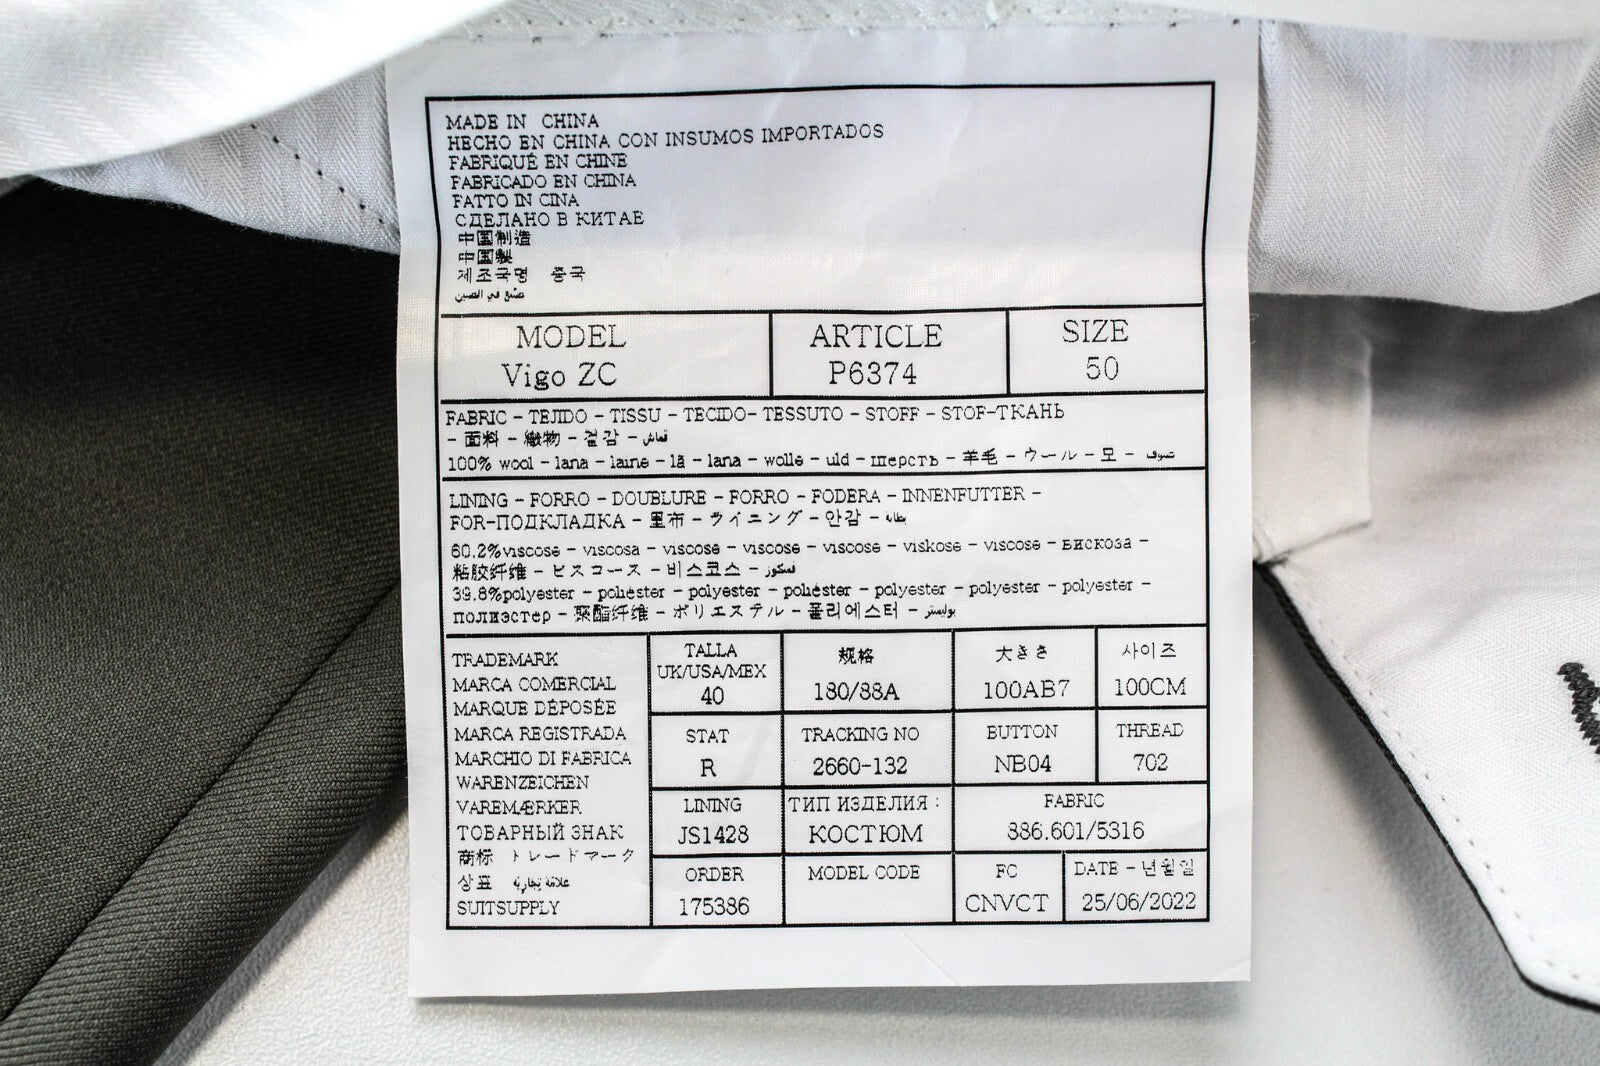 MADE IN CHINA
HECHO EN CHINA CON INSUMOS IMPORTADOS
FABRIQUÉ EN CHINE
FABRICADO EN CHINA
FATTO IN CINA
СДЕЛАНО В КИТАЕ
中国制造
中国製
제조국명 중국
صنع في الصين
MODEL
Vigo ZC
ARTICLE
P6374
SIZE
50
FABRIC - TEJIDO - TISSU - TECIDO- TESSUTO - STOFF - STOF-ТКАНЬ
- 面料 - 織物 - 겉감 - قماش
100% wool - lana - laine - lã - lana - wolle - uld - шерсть - 羊毛 - ウール - 모 - صوف
LINING - FORRO - DOUBLURE - FORRO - FODERA - INNENFUTTER -
FOR-ПОДКЛАДКА - 里布 - ライニング - 안감 - بطانة
60.2%viscose - viscosa - viscose - viscose - viscose - viskose - viscose - вискоза -
粘胶纤维 - ビスコース - 비스코스 - فسكوز
39.8%polyester - poliéster - polyester - poliéster - polyester - polyester - polyester -
полиэстер - 聚酯纤维 - ポリエステル - 폴리에스터 - بوليستر
TRADEMARK
MARCA COMERCIAL
MARQUE DÉPOSÉE
MARCA REGISTRADA
MARCHIO DI FABRICA
WARENZEICHEN
VAREMÆRKER
ТОВАРНЫЙ ЗНАК
商标 トレードマーク
상표 علامة تجارية
SUITSUPPLY
TALLA
UK/USA/MEX
40
规格
180/88A
大きさ
100AB7
사이즈
100CM
STAT
R
TRACKING NO
2660-132
BUTTON
NB04
THREAD
702
LINING
JS1428
ТИП ИЗДЕЛИЯ :
КОСТЮМ
FABRIC
386.601/5316
ORDER
175386
MODEL CODE
FC
CNVCT
DATE - 년월일
25/06/2022